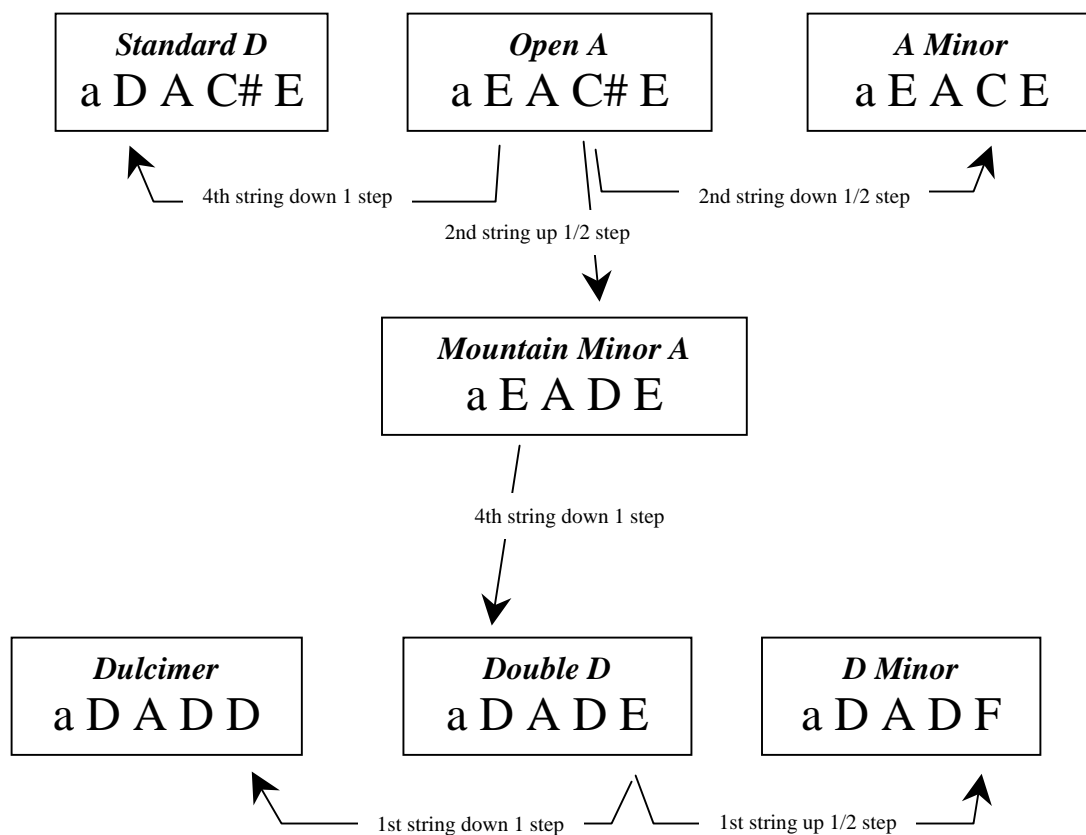 Standard D
a D A C# E
Open A
a E A C# E
A Minor
a E A C E
4th string down 1 step
2nd string down 1/2 step
2nd string up 1/2 step
Mountain Minor A
a E A D E
4th string down 1 step
Dulcimer
a D A D D
Double D
a D A D E
D Minor
a D A D F
1st string down 1 step
1st string up 1/2 step